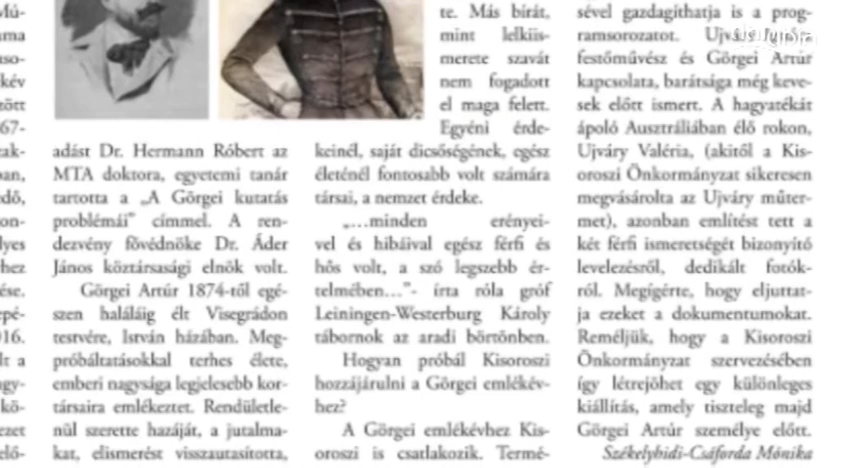 adást Dr. Hermann Róbert az
MTA doktora, egyetemi tanár
tartotta a „A Görgei kutatás
problémái” címmel. A ren-
dezvény fővédnöke Dr. Áder
János köztársasági elnök volt.
Görgei Artúr 1874-től egé-
szen haláláig élt Visegrádon
testvére, István házában. Meg-
próbáltatásokkal terhes élete,
emberi nagysága legjelesebb kor-
társaira emlékeztet. Rendületle-
nül szerette hazáját, a jutalma-
kat, elismerést visszautasította,
te. Más bírát,
mint lelkiis-
merete szavát
nem fogadott
el maga felett.
Egyéni érde-
keinél, saját dicsőségének, egész
életénél fontosabb volt számára
társai, a nemzet érdeke.
„…minden erényei-
vel és hibáival egész férfi és
hős volt, a szó legszebb ér-
telmében…”- írta róla gróf
Leiningen-Westerburg Károly
tábornok az aradi börtönben.
Hogyan próbál Kisoroszi
hozzájárulni a Görgei emlékév-
hez?
A Görgei emlékévhez Kis-
oroszi is csatlakozik. Termé-
sével gazdagíthatja is a prog-
ramsorozatot.
festőművész és Görgei Artúr
kapcsolata, barátsága még keve-
sek előtt ismert. A hagyatékát
ápoló Ausztráliában élő rokon,
Ujváry Valéria, (akitől a Kis-
oroszi Önkormányzat sikeresen
megvásárolta az Ujváry műter-
met), azonban említést tett a
két férfi ismeretségét bizonyító
levelezésről, dedikált fotók-
ról. Megígérte, hogy eljuttat-
ja ezeket a dokumentumokat.
Reméljük, hogy a Kisoroszi
Önkormányzat szervezésében
így létrejöhet egy különleges
kiállítás, amely tiszteleg majd
Görgei Artúr személye előtt.
Székelyhidi-Csáforda Mónika